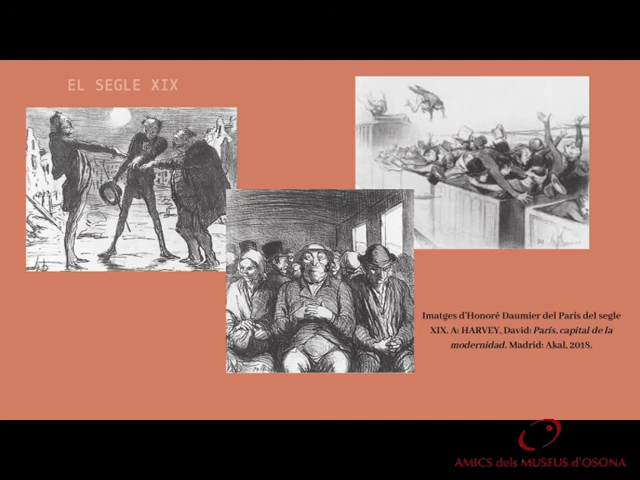 EL SEGLE XIX
Imatges d'Honoré Daumier del Paris del segle
XIX. A: HARVEY, David: París, capital de la
modernidad. Madrid: Akal, 2018.
AMICS dels MUSEUS d'OSONA